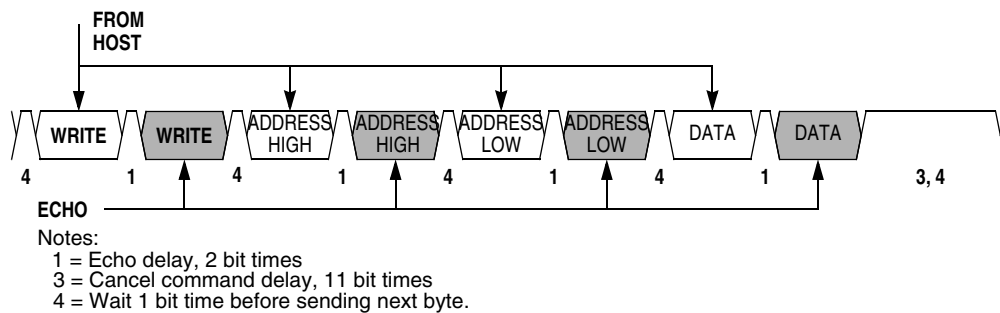 FROM
HOST
WRITE
WRITE
ADDRESS
HIGH
ADDRESS
HIGH
ADDRESS
LOW
ADDRESS
LOW
DATA
DATA
4 1 4 1 4 1 4 1 3, 4
ECHO
Notes:
1 = Echo delay, 2 bit times
3 = Cancel command delay, 11 bit times
4 = Wait 1 bit time before sending next byte.